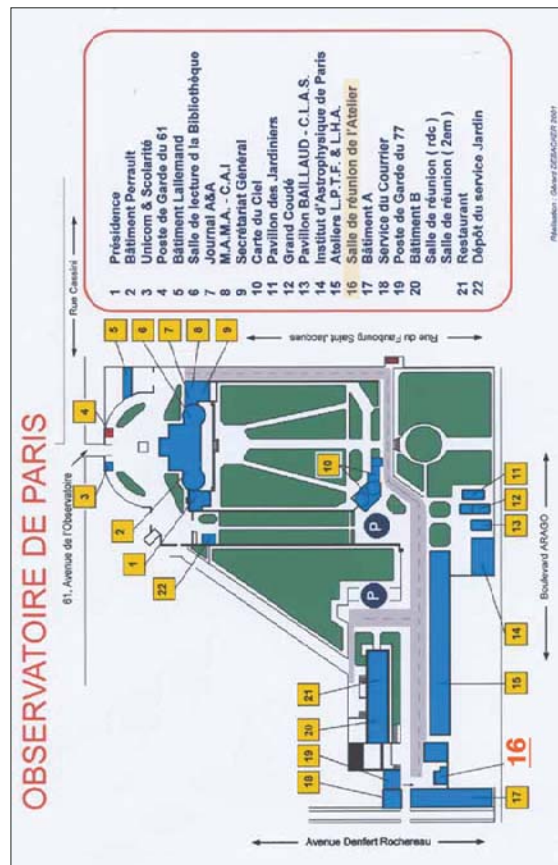 OBSERVATOIRE DE PARIS
61, Avenue de l'Observatoire
Rue Cassini
Rue du Faubourg Saint Jacques
Boulevard ARAGO
Avenue Denfert Rochereau
1 Présidence
2 Bâtiment Perrault
3 Unicom & Scolarité
4 Poste de Garde du 61
5 Bâtiment Lallemand
6 Salle de lecture d la Bibliothèque
7 Journal A&A
8 M.A.M.A. - C.A.I
9 Secrétariat Général
10 Carte du Ciel
11 Pavillon des Jardiniers
12 Grand Coudé
13 Pavillon BAILLAUD - C.L.A.S.
14 Institut d'Astrophysique de Paris
15 Ateliers L.P.T.F. & L.H.A.
16 Salle de réunion de l'Atelier
17 Bâtiment A
18 Service du Courrier
19 Poste de Garde du 77
20 Bâtiment B
Salle de réunion ( rdc)
Salle de réunion ( 2em)
21 Restaurant
22 Dépôt du service Jardin
3
4
5
6
7
8
9
2
1
22
10
P
P
11
12
13
14
15
21
20
19
18
16
17